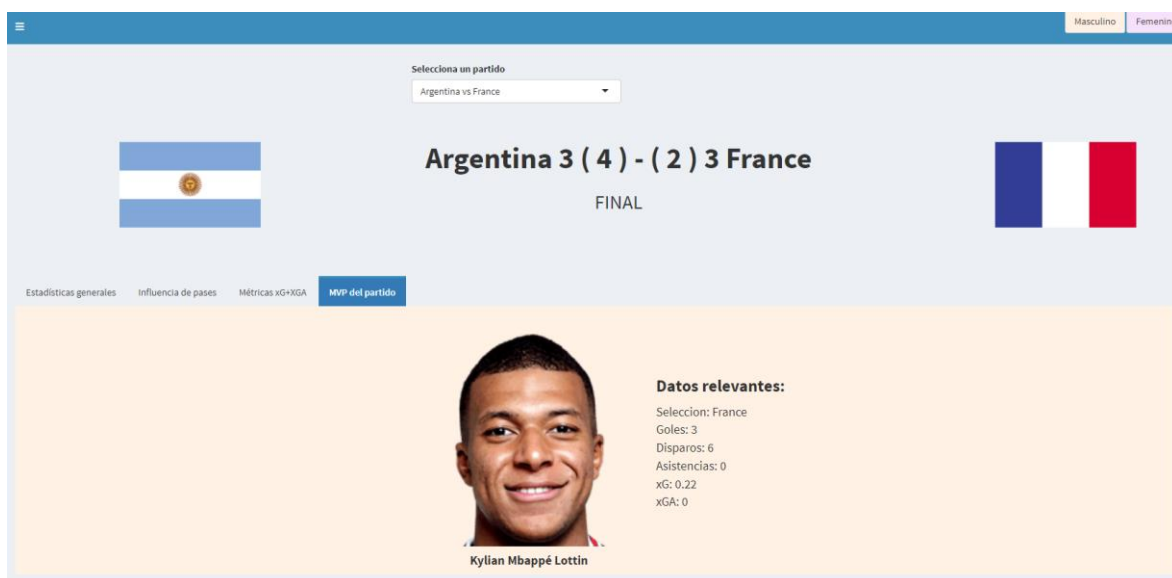 Masculino Femenin
Selecciona un partido
Argentina vs France
Argentina 3 ( 4 ) - ( 2 ) 3 France
FINAL
Estadísticas generales Influencia de pases Métricas xG+XGA MVP del partido
Datos relevantes:
Seleccion: France
Goles: 3
Disparos: 6
Asistencias: 0
xG: 0.22
xGA: 0
Kylian Mbappé Lottin